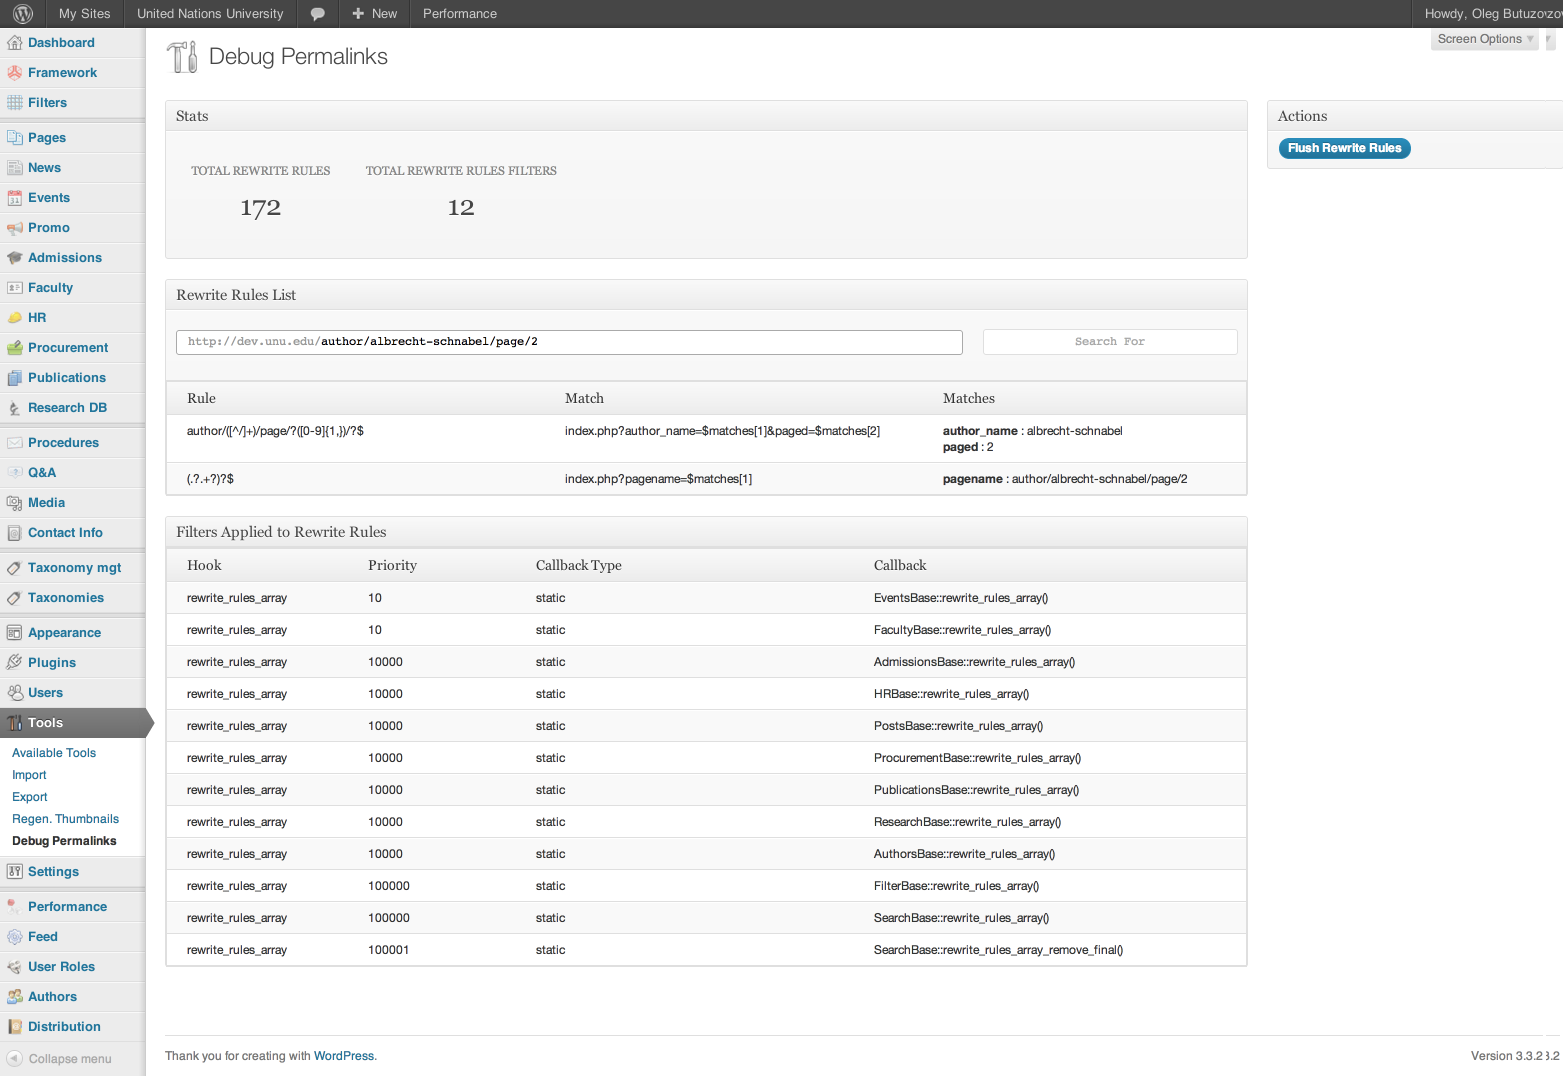 My Sites
United Nations University
New
Performance
Howdy, Oleg Butuzov
Screen Options
Dashboard
Framework
Filters
Pages
News
Events
Promo
Admissions
Faculty
HR
Procurement
Publications
Research DB
Procedures
Q&A
Media
Contact Info
Taxonomy mgt
Taxonomies
Appearance
Plugins
Users
Tools
Available Tools
Import
Export
Regen. Thumbnails
Debug Permalinks
Settings
Performance
Feed
User Roles
Authors
Distribution
Collapse menu
Debug Permalinks
Stats
TOTAL REWRITE RULES TOTAL REWRITE RULES FILTERS
172 12
Actions
Flush Rewrite Rules
Rewrite Rules List
http://dev.unu.edu/author/albrecht-schnabel/page/2 Search For
Rule Match Matches
author/([^/]+)/page/?([0-9]{1,})/?$ index.php?author_name=$matches[1]&paged=$matches[2] author_name : albrecht-schnabel
paged : 2
(.?.+?)?$ index.php?pagename=$matches[1] pagename : author/albrecht-schnabel/page/2
Filters Applied to Rewrite Rules
Hook Priority Callback Type Callback
rewrite_rules_array 10 static EventsBase::rewrite_rules_array()
rewrite_rules_array 10 static FacultyBase::rewrite_rules_array()
rewrite_rules_array 10000 static AdmissionsBase::rewrite_rules_array()
rewrite_rules_array 10000 static HRBase::rewrite_rules_array()
rewrite_rules_array 10000 static PostsBase::rewrite_rules_array()
rewrite_rules_array 10000 static ProcurementBase::rewrite_rules_array()
rewrite_rules_array 10000 static PublicationsBase::rewrite_rules_array()
rewrite_rules_array 10000 static ResearchBase::rewrite_rules_array()
rewrite_rules_array 10000 static AuthorsBase::rewrite_rules_array()
rewrite_rules_array 100000 static FilterBase::rewrite_rules_array()
rewrite_rules_array 100000 static SearchBase::rewrite_rules_array()
rewrite_rules_array 100001 static SearchBase::rewrite_rules_array_remove_final()
Thank you for creating with WordPress.
Version 3.3.2